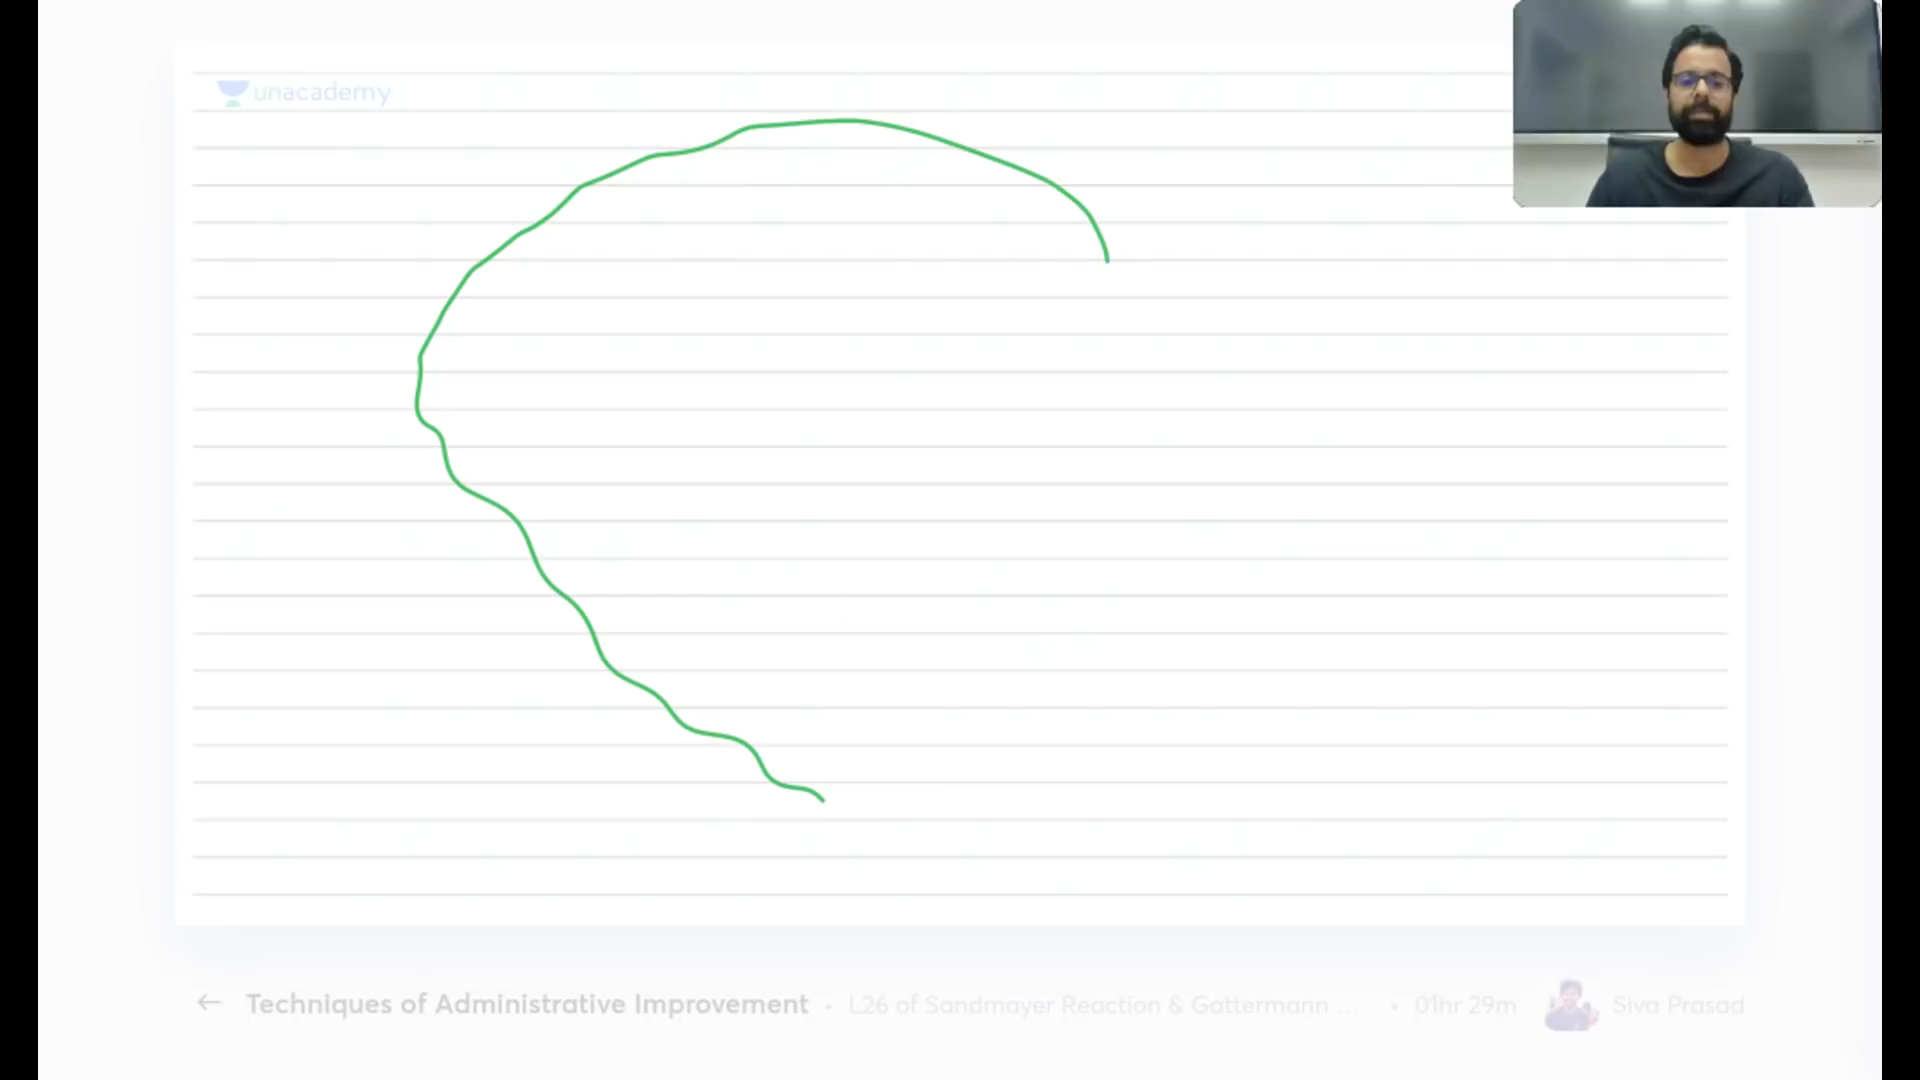 unacademy
← Techniques of Administrative Improvement • L26 of Sandmayer Reaction & Gattermann ... • 01hr 29m Siva Prasad